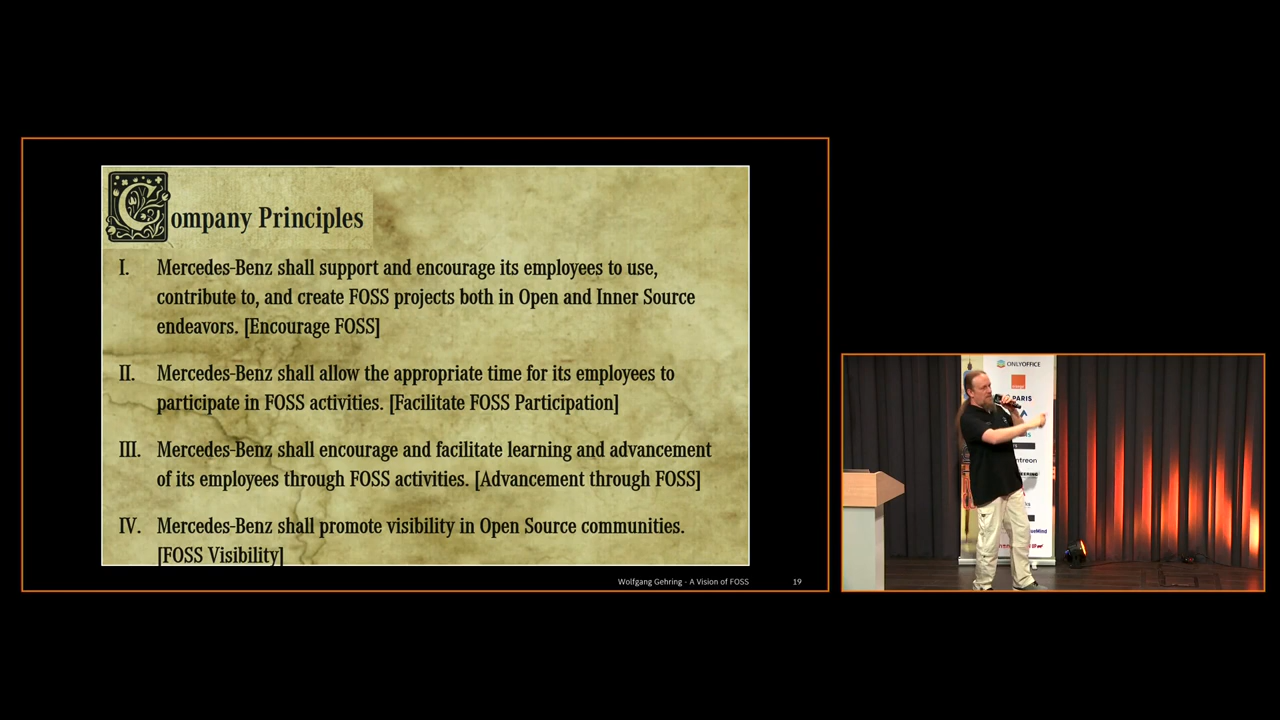 Company Principles
I. Mercedes-Benz shall support and encourage its employees to use,
contribute to, and create FOSS projects both in Open and Inner Source
endeavors. [Encourage FOSS]
II. Mercedes-Benz shall allow the appropriate time for its employees to
participate in FOSS activities. [Facilitate FOSS Participation]
III. Mercedes-Benz shall encourage and facilitate learning and advancement
of its employees through FOSS activities. [Advancement through FOSS]
IV. Mercedes-Benz shall promote visibility in Open Source communities.
[FOSS Visibility]
Wolfgang Gehring - A Vision of FOSS 19
ONLYOFFICE
PARIS